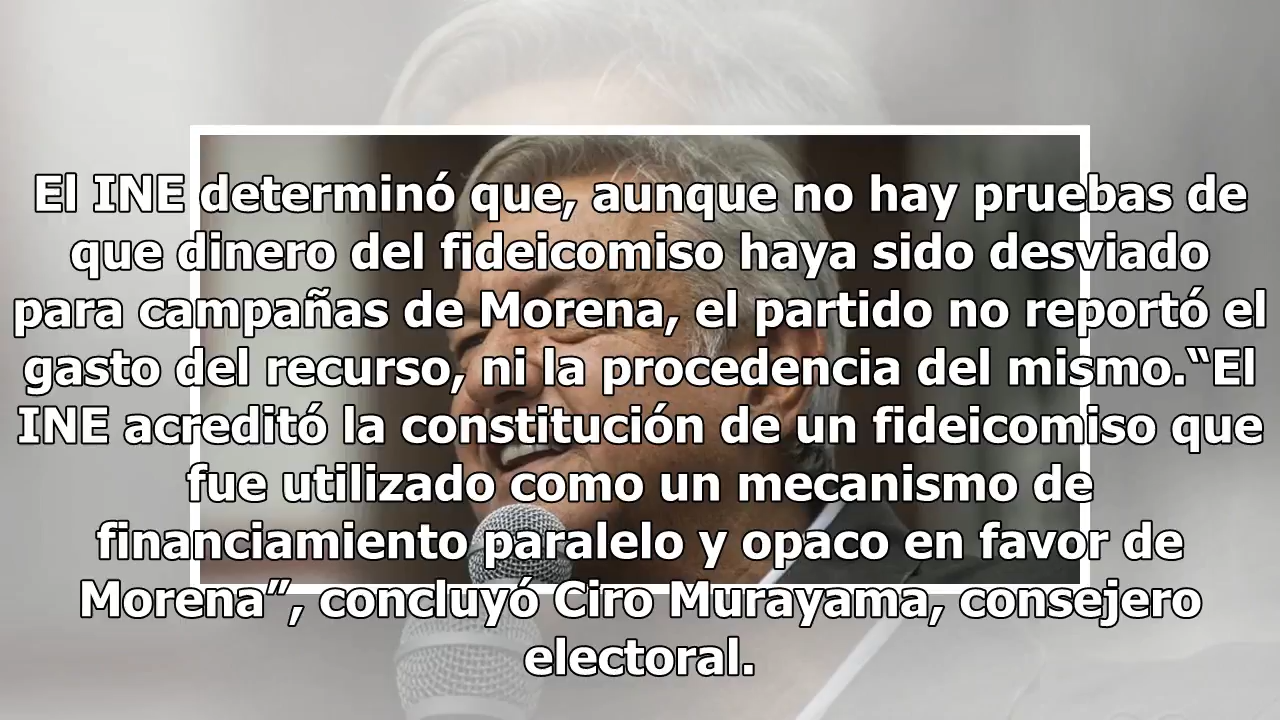 El INE determinó que, aunque no hay pruebas de
que dinero del fideicomiso haya sido desviado
para campañas de Morena, el partido no reportó el
gasto del recurso, ni la procedencia del mismo.“El
INE acreditó la constitución de un fideicomiso que
fue utilizado como un mecanismo de
financiamiento paralelo y opaco en favor de
Morena”, concluyó Ciro Murayama, consejero
electoral.